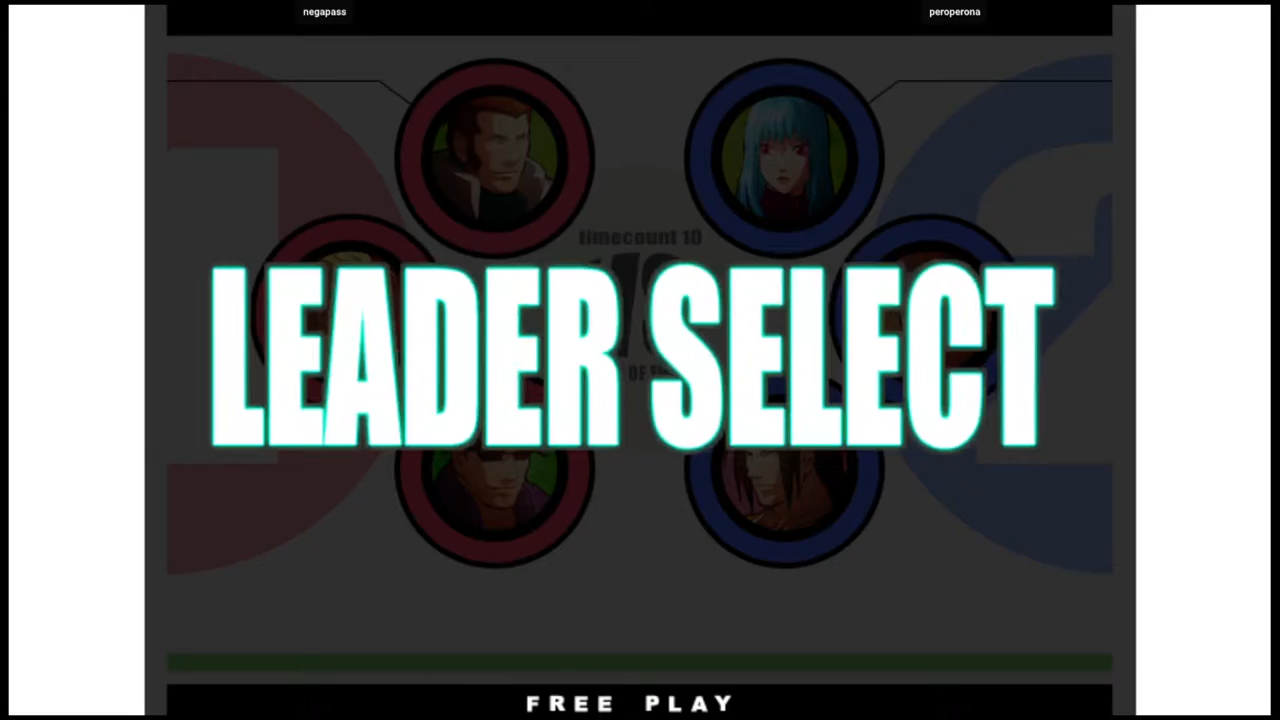 negapass
peroperona
timecount 10
LEADER SELECT
FREE PLAY